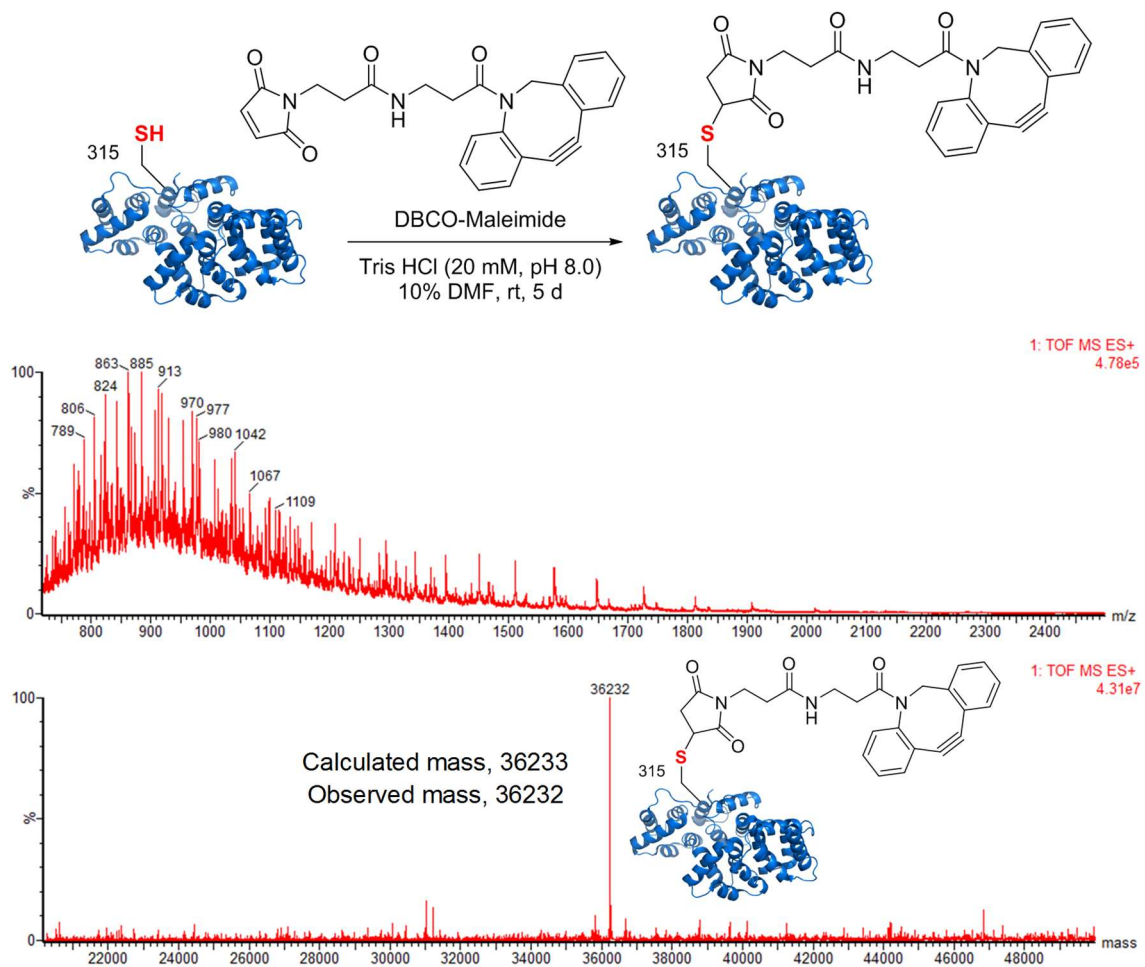 O
O
O
O
O
O
O
N
N
H
N
SH
315
O
O
N
N
H
N
S
315
DBCO-Maleimide
Tris HCl (20 mM, pH 8.0)
10% DMF, rt, 5 d
1: TOF MS ES+
4.78e5
100
%
0
863 885
824 913
806 970 977
789 980 1042
1067
1109
800 900 1000 1100 1200 1300 1400 1500 1600 1700 1800 1900 2000 2100 2200 2300 2400 m/z
1: TOF MS ES+
4.31e7
100
%
0
36232
O
O
O
N
N
H
N
O
S
315
Calculated mass, 36233
Observed mass, 36232
22000 24000 26000 28000 30000 32000 34000 36000 38000 40000 42000 44000 46000 48000 mass